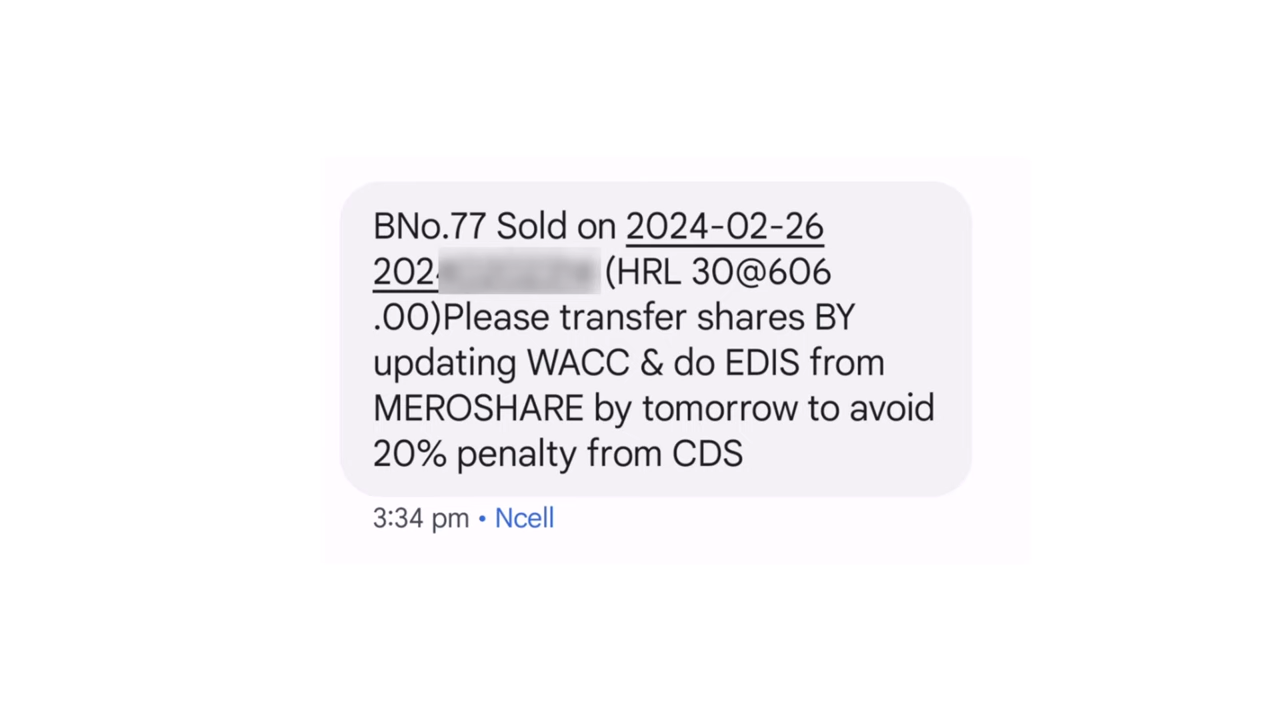 BNo.77 Sold on 2024-02-26
(HRL 30@606
.00)Please transfer shares BY
updating WACC & do EDIS from
MEROSHARE by tomorrow to avoid
20% penalty from CDS
3:34 pm • Ncell